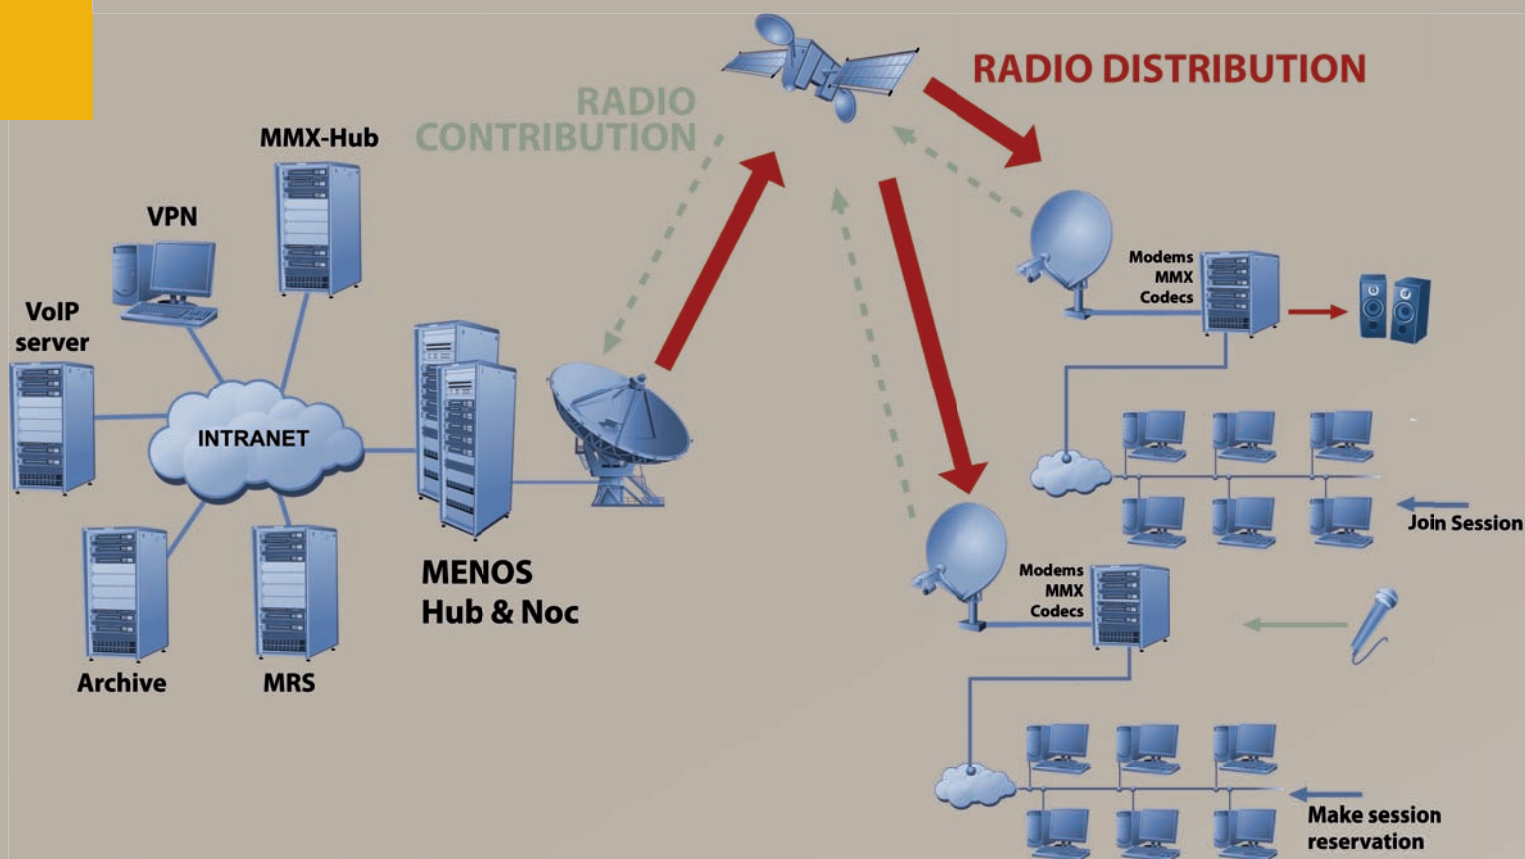 RADIO DISTRIBUTION
RADIO
CONTRIBUTION
MMX-Hub
VPN
VoIP
server
INTRANET
Archive
MRS
MENOS
Hub & Noc
Modems
MMX
Codecs
Join Session
Modems
MMX
Codecs
Make session
reservation